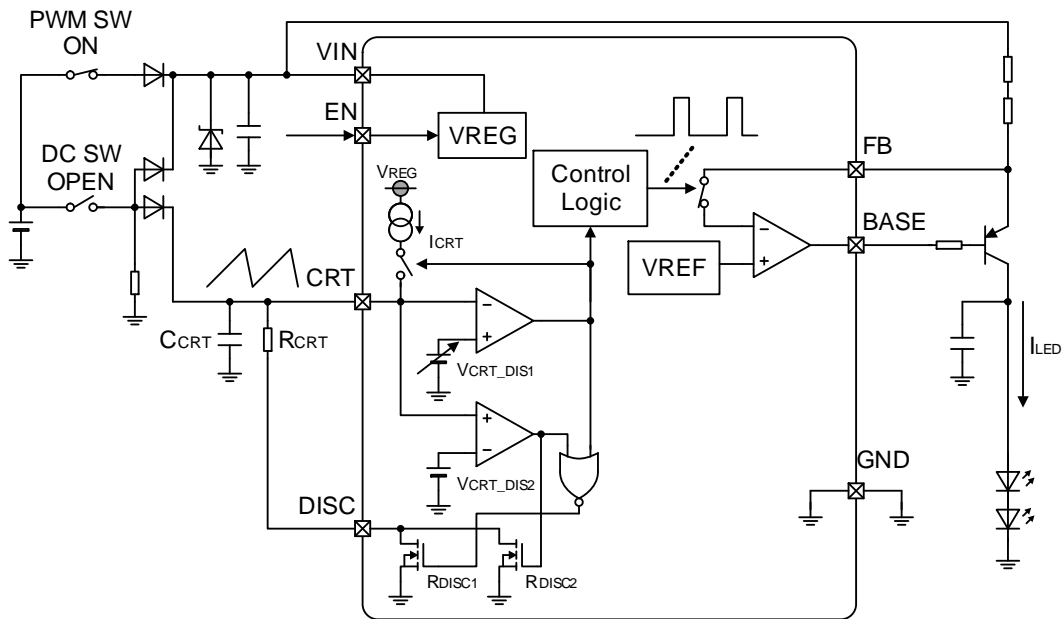 PWM SW
ON
VIN
EN
VREG
DC SW
OPEN
VREG
ICRT
Control
Logic
FB
BASE
VREF
CRT
CCRT
RCRT
VCRT_DIS1
ILED
VCRT_DIS2
GND
DISC
RDISC1
RDISC2